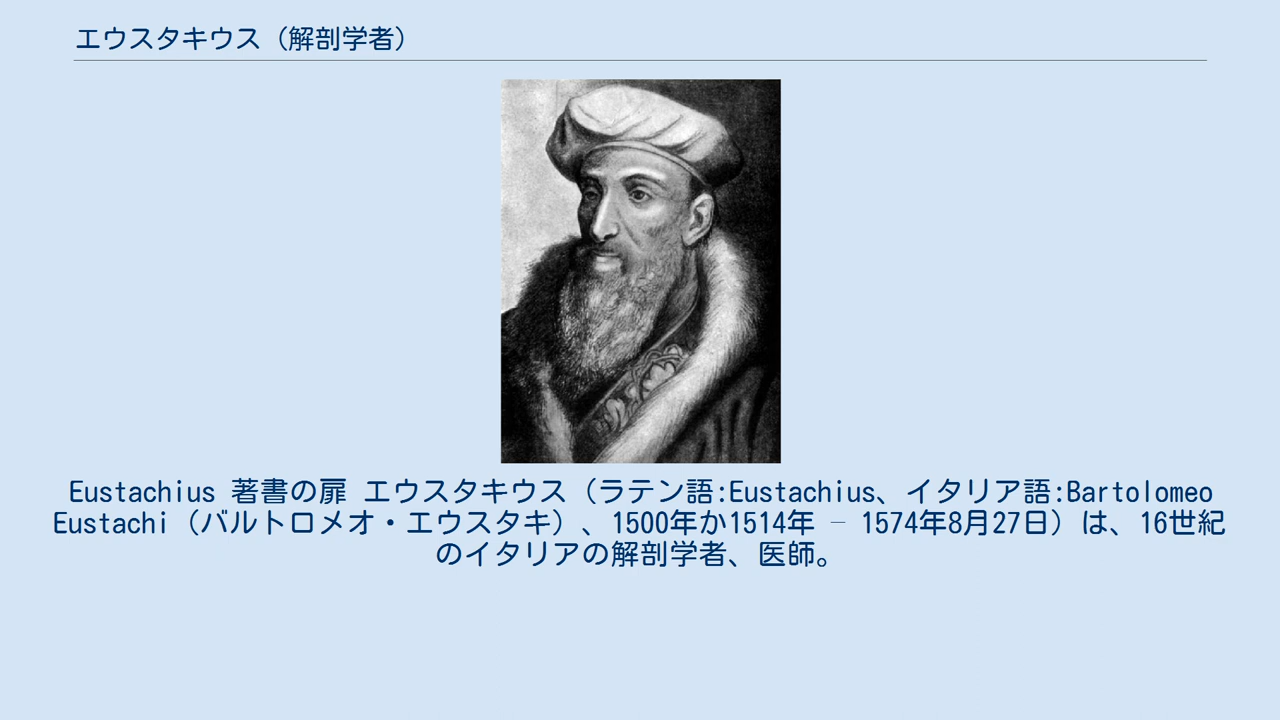 エウスタキウス（解剖学者）
Eustachius 著書の扉 エウスタキウス（ラテン語:Eustachius、イタリア語:Bartolomeo
Eustachi（バルトロメオ・エウスタキ）、1500年か1514年 – 1574年8月27日）は、16世紀
のイタリアの解剖学者、医師。